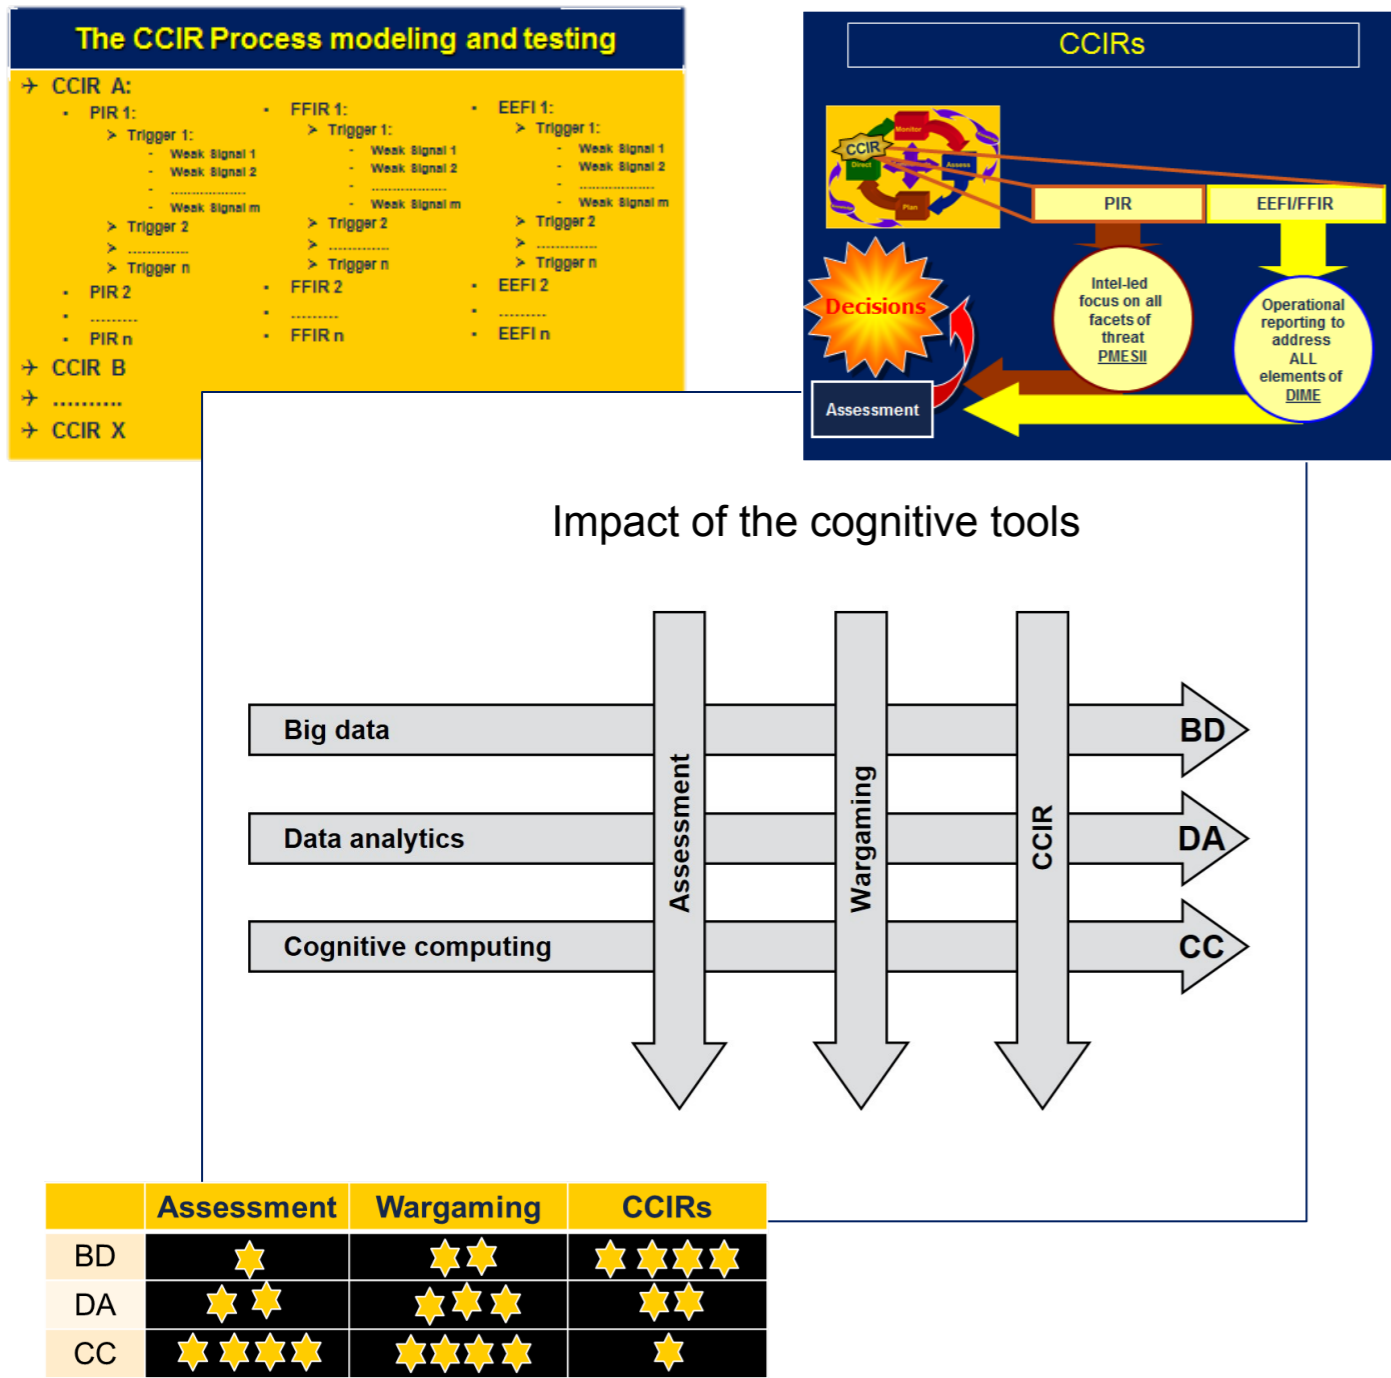 The CCIR Process modeling and testing
CCIR A:
PIR 1:
Trigger 1:
- Weak Signal 1
- Weak Signal 2
- ...................
- Weak Signal m
Trigger 2
...............
Trigger n
PIR 2
.........
PIR n
FFIR 1:
Trigger 1:
- Weak Signal 1
- Weak Signal 2
- ...................
- Weak Signal m
Trigger 2
...............
Trigger n
FFIR 2
.........
FFIR n
EEFI 1:
Trigger 1:
- Weak Signal 1
- Weak Signal 2
- ...................
- Weak Signal m
Trigger 2
...............
Trigger n
EEFI 2
.........
EEFI n
CCIR B
..........
CCIR X
CCIRs
Monitor
CCIR
Direct
Assess
Plan
PIR
EEFI/FFIR
Decisions
Intel-led
focus on all
facets of
threat
PMESII
Operational
reporting to
address
ALL
elements of
DIME
Assessment
Impact of the cognitive tools
Big data
BD
Data analytics
DA
Cognitive computing
CC
Assessment
Wargaming
CCIR
Assessment Wargaming CCIRs
BD
DA
CC